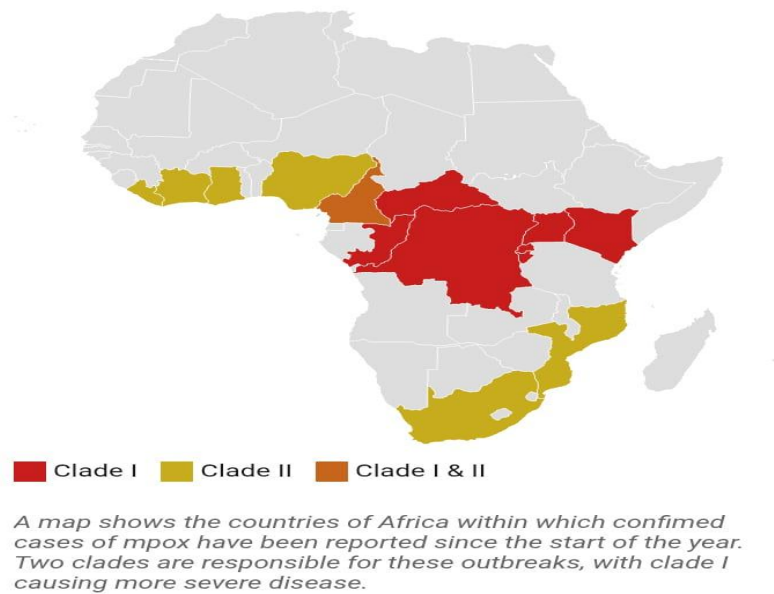 Clade I
Clade II
Clade I & II
A map shows the countries of Africa within which confimed
cases of mpox have been reported since the start of the year.
Two clades are responsible for these outbreaks, with clade I
causing more severe disease.